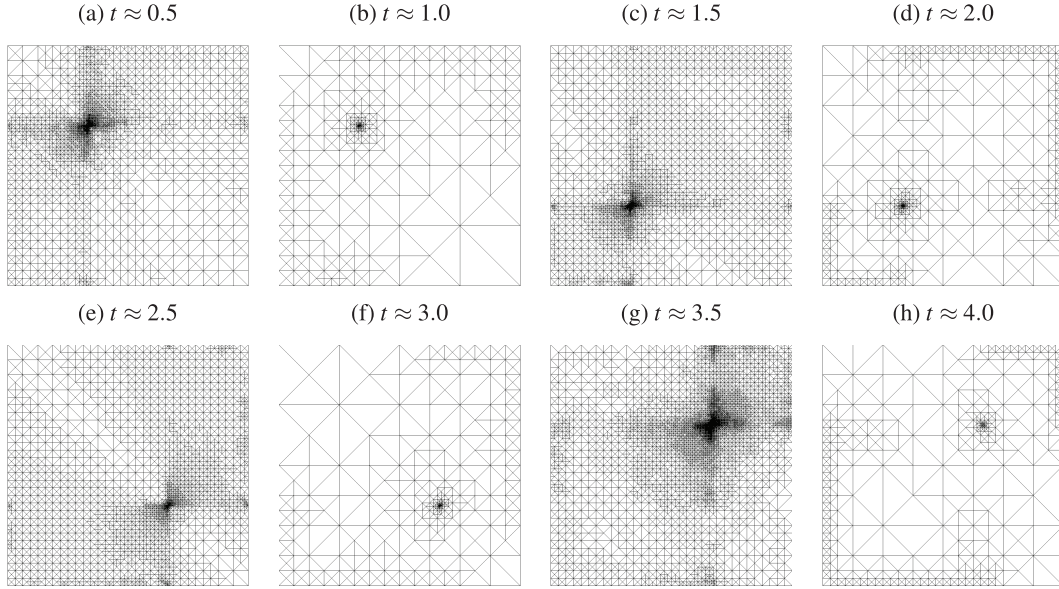 (a) t ≈ 0.5
(b) t ≈ 1.0
(c) t ≈ 1.5
(d) t ≈ 2.0
(e) t ≈ 2.5
(f) t ≈ 3.0
(g) t ≈ 3.5
(h) t ≈ 4.0